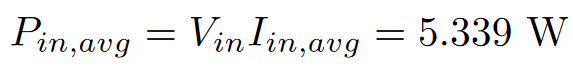 P_{in,avg} = V_{in}I_{in,avg} = 5.339 W